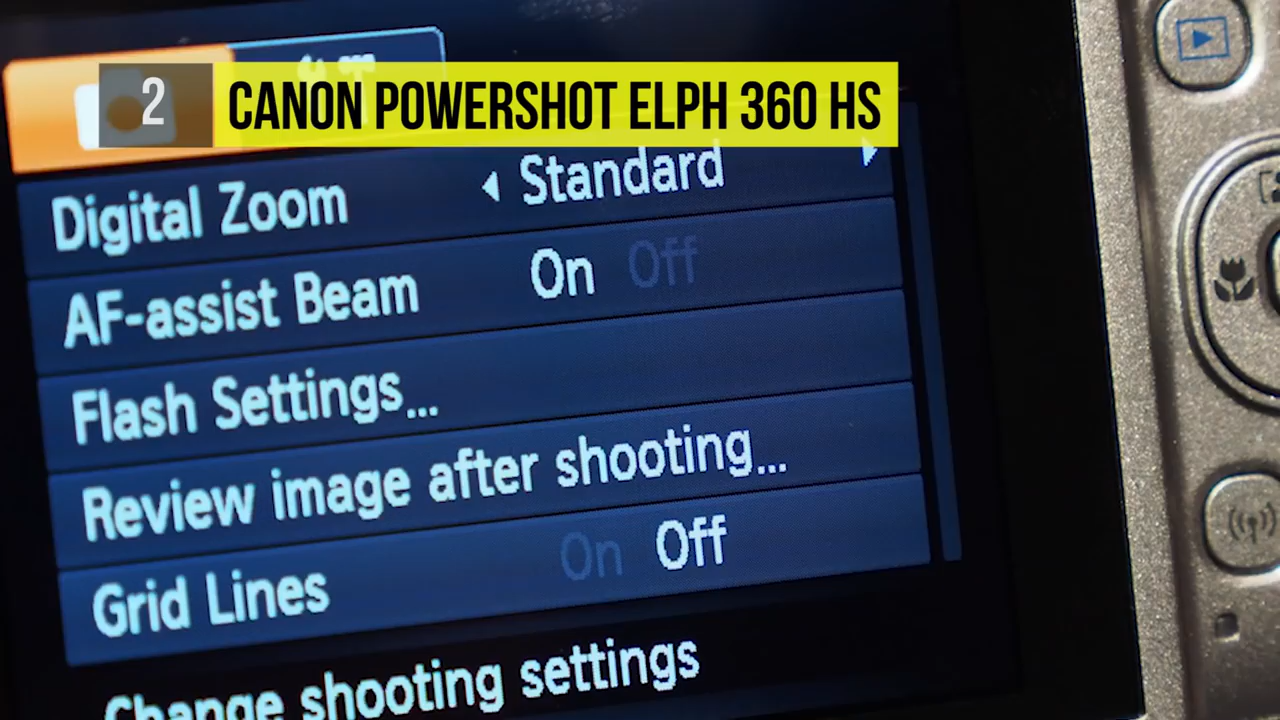 2 CANON POWERSHOT ELPH 360 HS
Digital Zoom Standard
AF-assist Beam On Off
Flash Settings...
Review image after shooting...
Grid Lines On Off
Change shooting settings